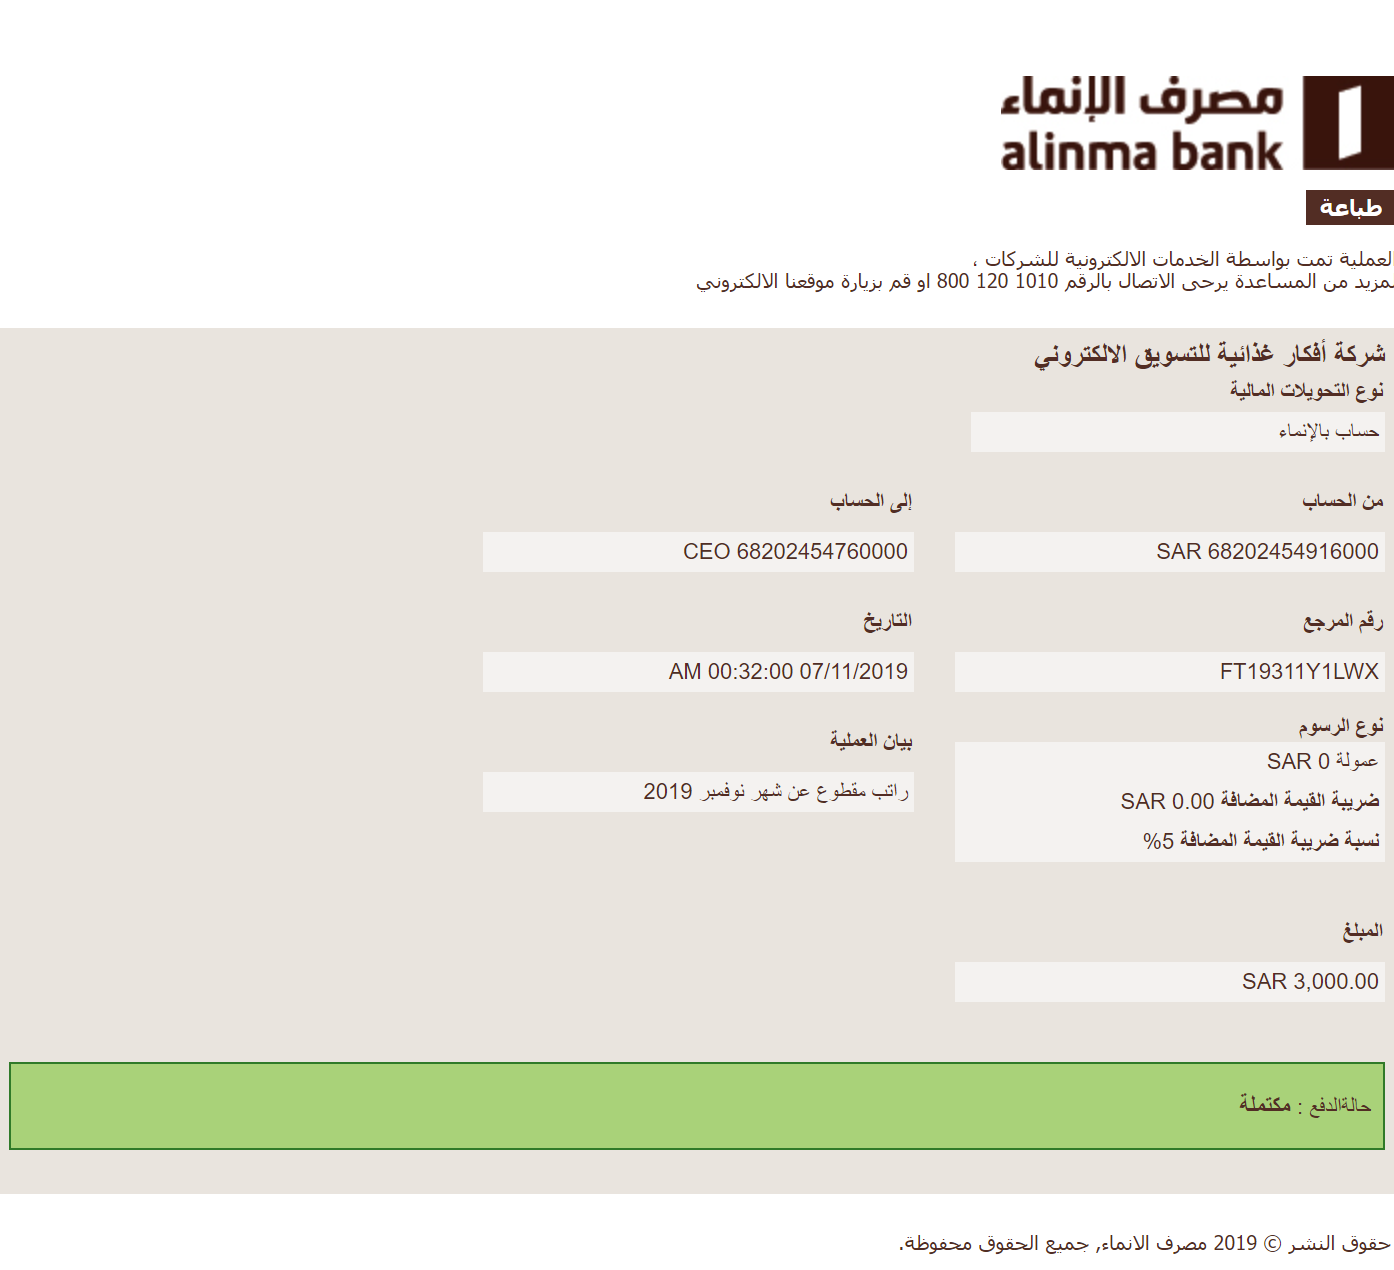 مصرف الإنماء
alinma bank
طباعة
العملية تمت بواسطة الخدمات الالكترونية للشركات ،
لمزيد من المساعدة يرجى الاتصال بالرقم 1010 120 800 او قم بزيارة موقعنا الالكتروني
شركة أفكار غذائية للتسويق الالكتروني
نوع التحويلات المالية
حساب بالإنماء
من الحساب
SAR 68202454916000
إلى الحساب
CEO 68202454760000
رقم المرجع
FT19311Y1LWX
التاريخ
AM 00:32:00 07/11/2019
نوع الرسوم
عمولة SAR 0
ضريبة القيمة المضافة SAR 0.00
نسبة ضريبة القيمة المضافة 5%
بيان العملية
راتب مقطوع عن شهر نوفمبر 2019
المبلغ
SAR 3,000.00
حالةالدفع : مكتملة
حقوق النشر © 2019 مصرف الانماء, جميع الحقوق محفوظة.